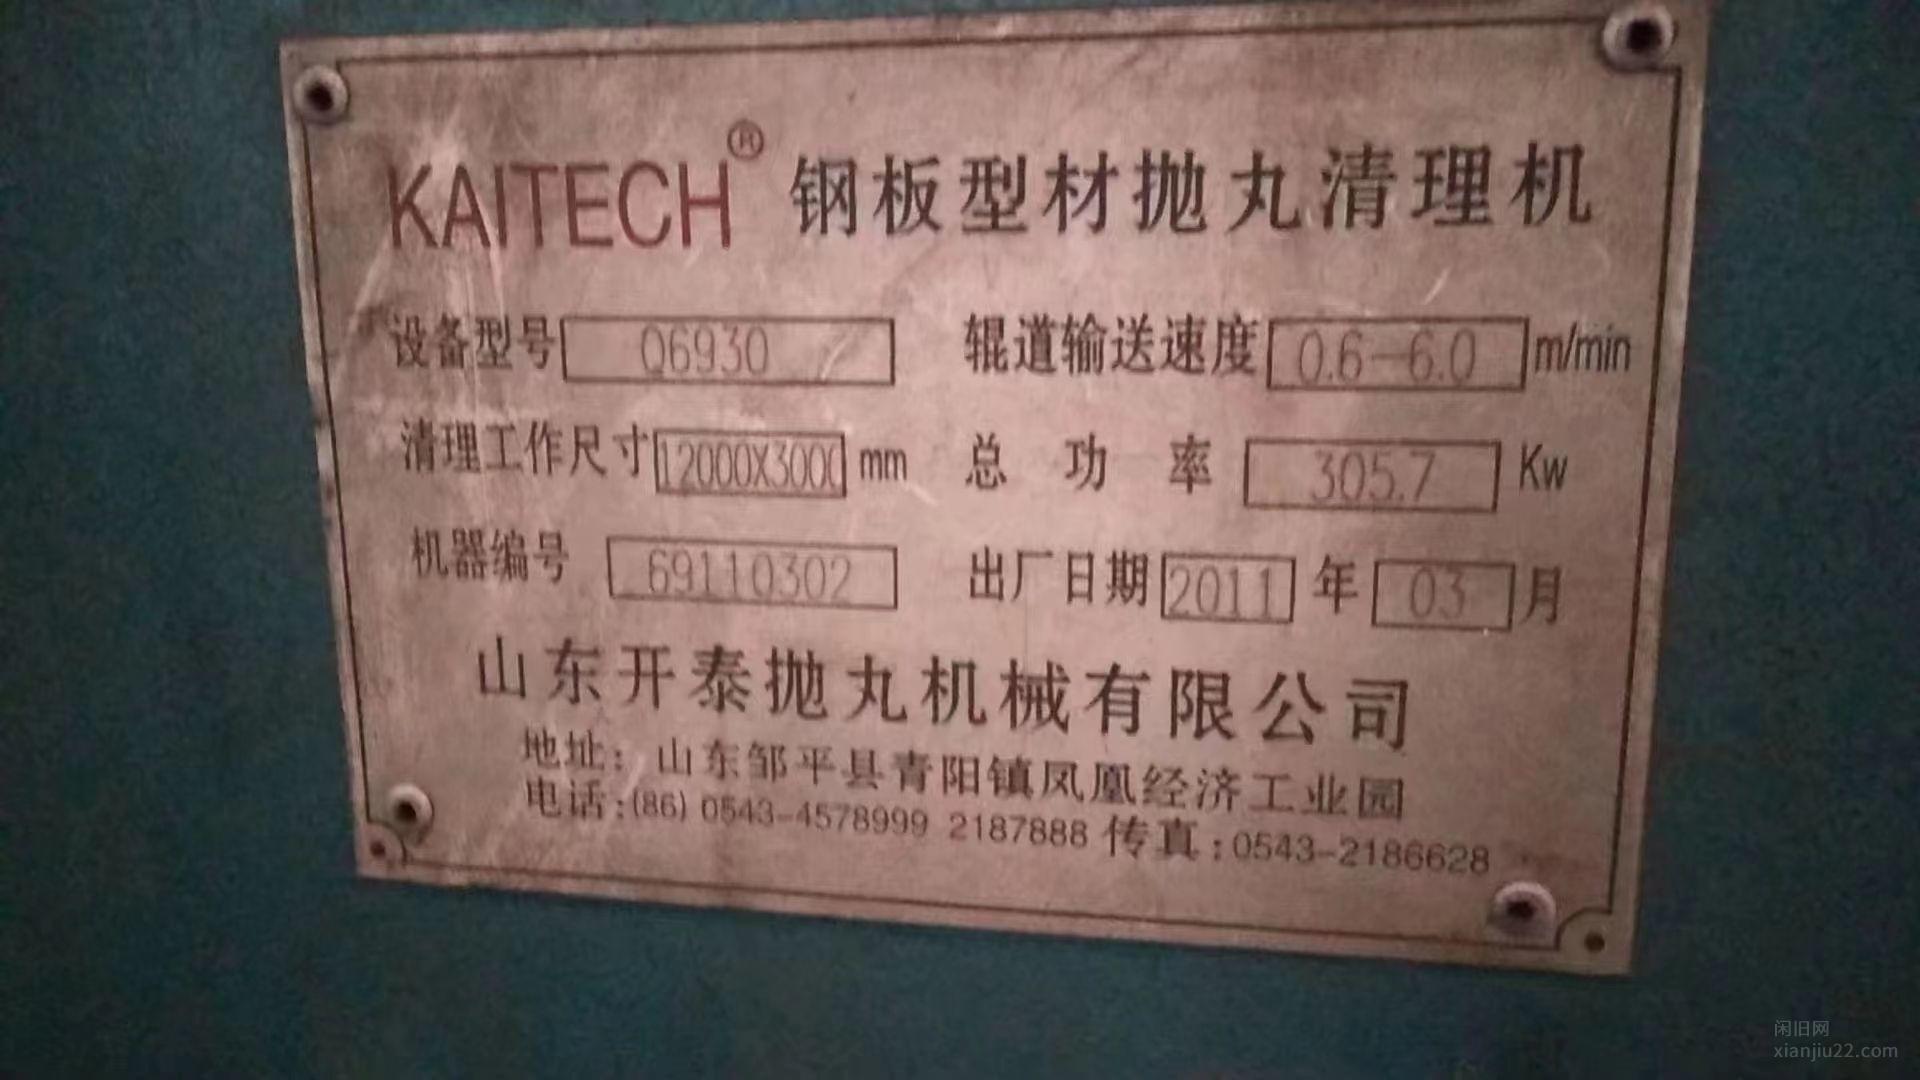 KAITECH® 钢板型材抛丸清理机
设备型号 Q6930 辊道输送速度 0.6-6.0 m/min
清理工作尺寸 12000X3000 mm 总功率 305.7 Kw
机器编号 69110302 出厂日期 2011 年 03 月
山东开泰抛丸机械有限公司
地址：山东邹平县青阳镇凤凰经济工业园
电话:(86) 0543-4578999 2187888 传真:0543-2186628
闲旧网
xianjiu22.com